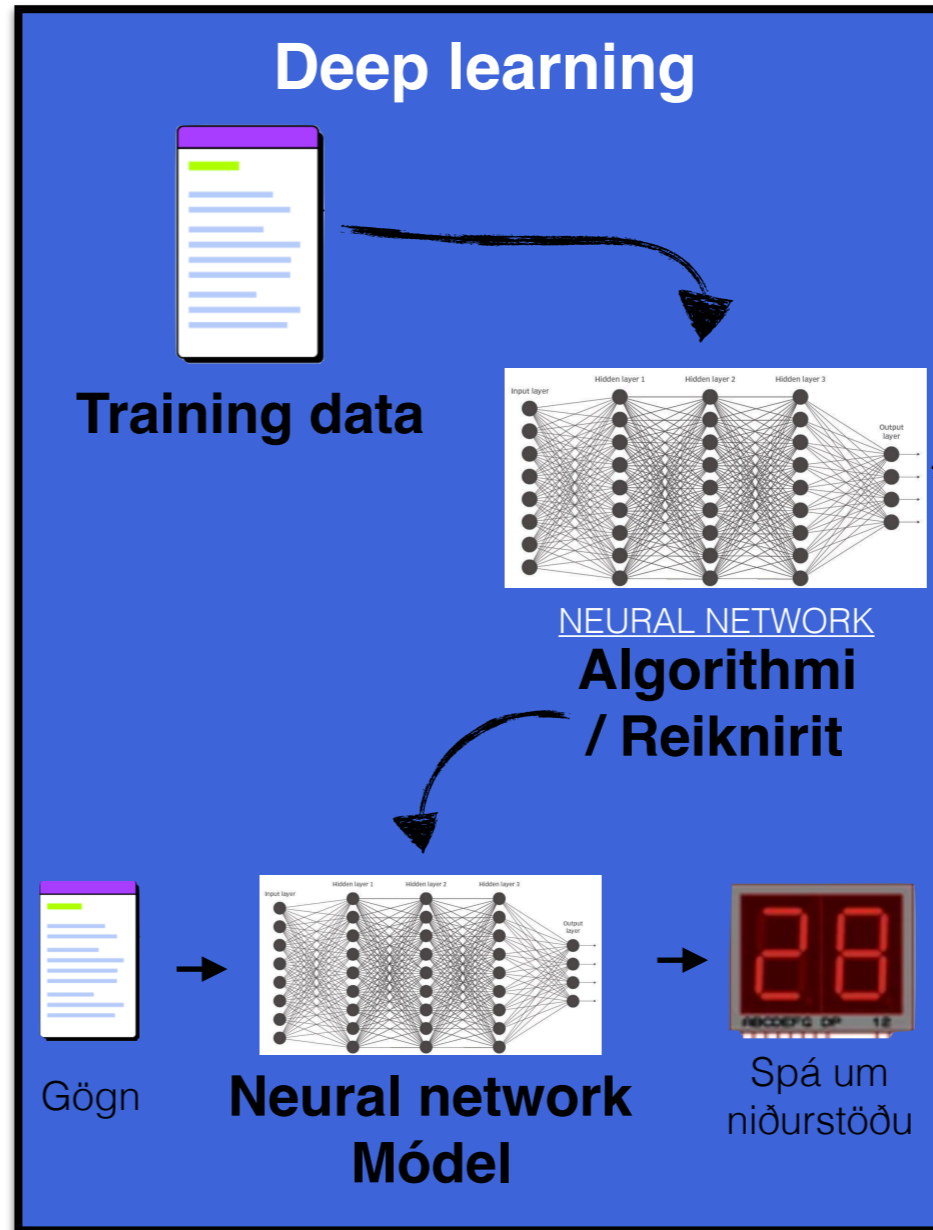 Deep learning
Training data
Input layer
Hidden layer 1
Hidden layer 2
Hidden layer 3
Output
layer
NEURAL NETWORK
Algorithmi
/ Reiknirit
Input layer
Hidden layer 1
Hidden layer 2
Hidden layer 3
Output
layer
28
ABCDEFG DP 12
Gögn
Neural network
Módel
Spá um
niðurstöðu